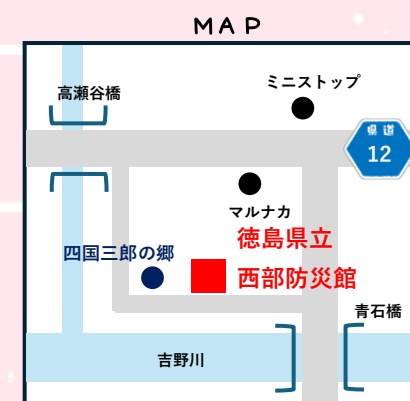 MAP
ミニストップ
高瀬谷橋
県道
12
マルナカ
徳島県立
西部防災館
四国三郎の郷
青石橋
吉野川